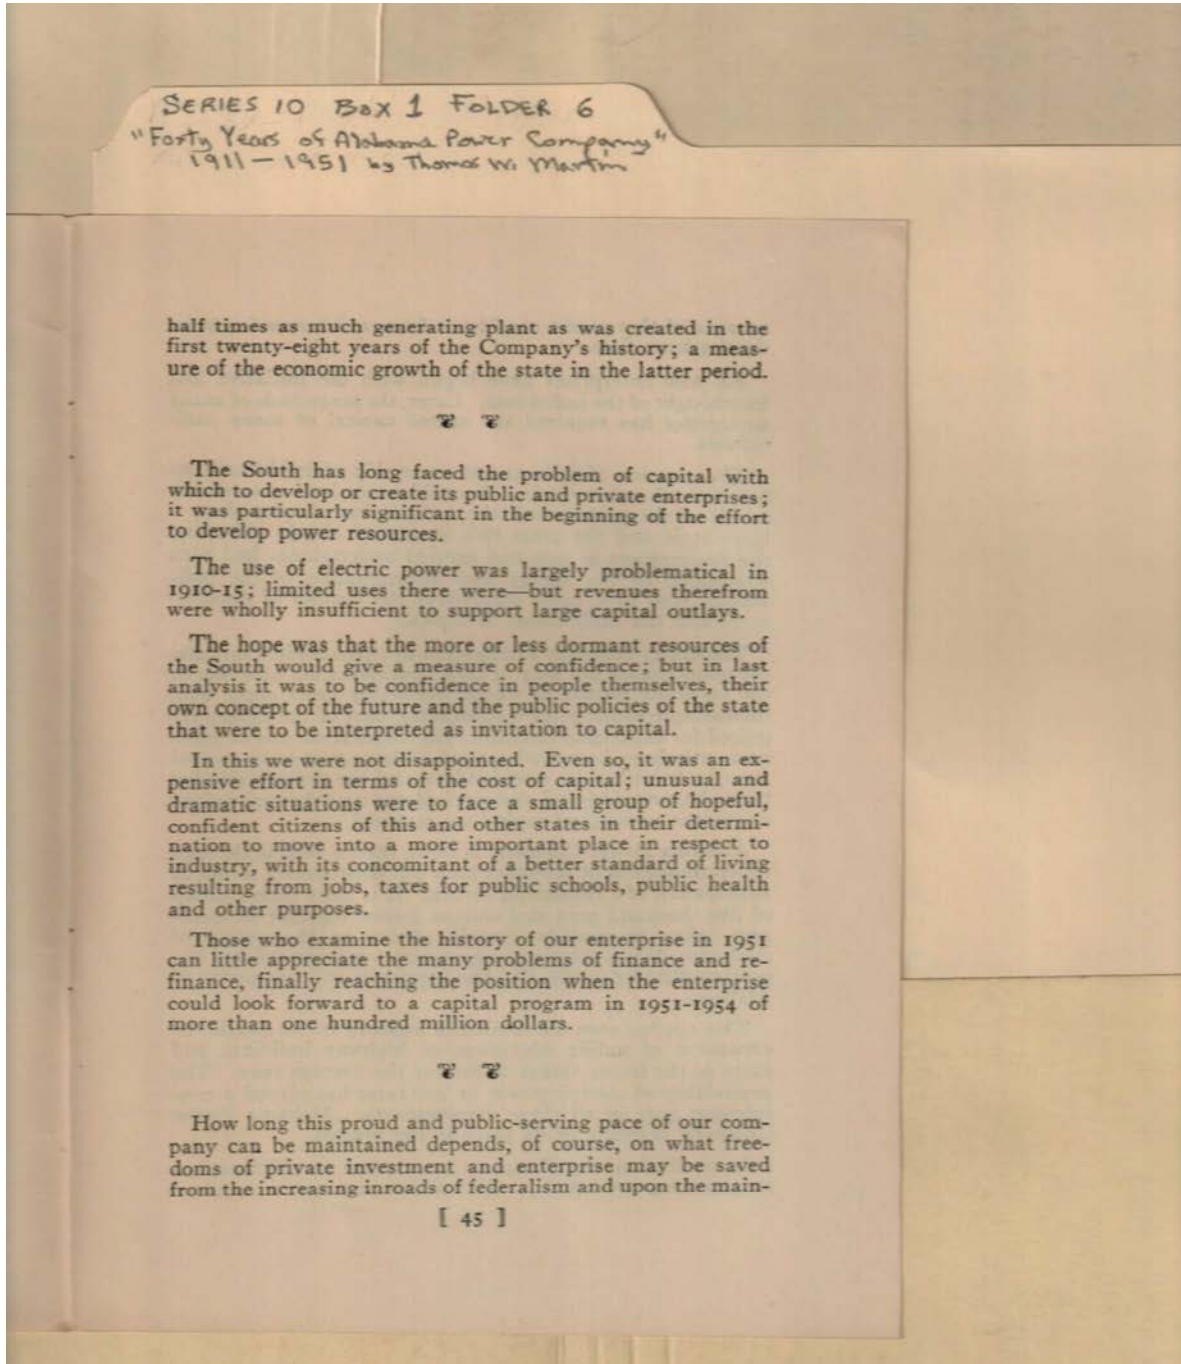 SERIES 10 BOX 1 FOLDER 6
"Forty Years of Alabama Power Company"
1911-1951 by Thomas W. Martin
half times as much generating plant as was created in the
first twenty-eight years of the Company's history; a meas-
ure of the economic growth of the state in the latter period.
The South has long faced the problem of capital with
which to develop or create its public and private enterprises;
it was particularly significant in the beginning of the effort
to develop power resources.
The use of electric power was largely problematical in
1910-15; limited uses there were—but revenues therefrom
were wholly insufficient to support large capital outlays.
The hope was that the more or less dormant resources of
the South would give a measure of confidence; but in last
analysis it was to be confidence in people themselves, their
own concept of the future and the public policies of the state
that were to be interpreted as invitation to capital.
In this we were not disappointed. Even so, it was an ex-
pensive effort in terms of the cost of capital; unusual and
dramatic situations were to face a small group of hopeful,
confident citizens of this and other states in their determi-
nation to move into a more important place in respect to
industry, with its concomitant of a better standard of living
resulting from jobs, taxes for public schools, public health
and other purposes.
Those who examine the history of our enterprise in 1951
can little appreciate the many problems of finance and re-
finance, finally reaching the position when the enterprise
could look forward to a capital program in 1951-1954 of
more than one hundred million dollars.
How long this proud and public-serving pace of our com-
pany can be maintained depends, of course, on what free-
doms of private investment and enterprise may be saved
from the increasing inroads of federalism and upon the main-
[ 45 ]